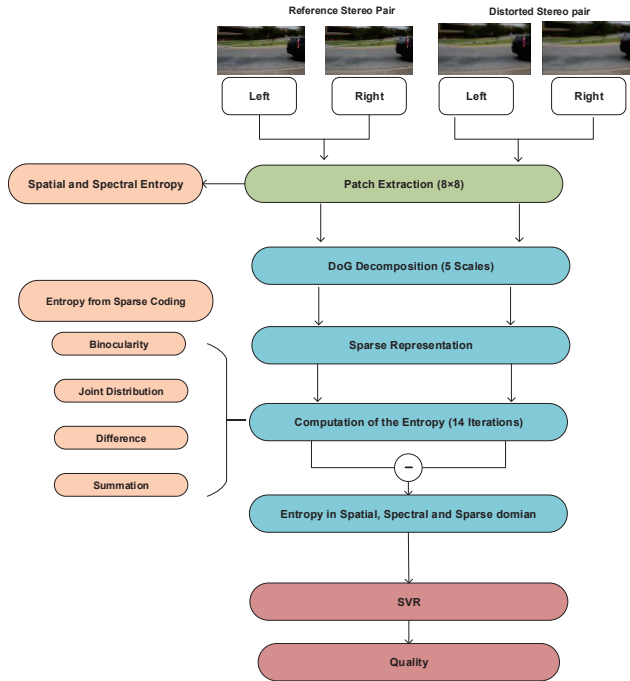 Reference Stereo Pair
Distorted Stereo pair
Left
Right
Left
Right
Spatial and Spectral Entropy
Patch Extraction (8×8)
DoG Decomposition (5 Scales)
Entropy from Sparse Coding
Binocularity
Sparse Representation
Joint Distribution
Computation of the Entropy (14 Iterations)
Difference
−
Summation
Entropy in Spatial, Spectral and Sparse domian
SVR
Quality